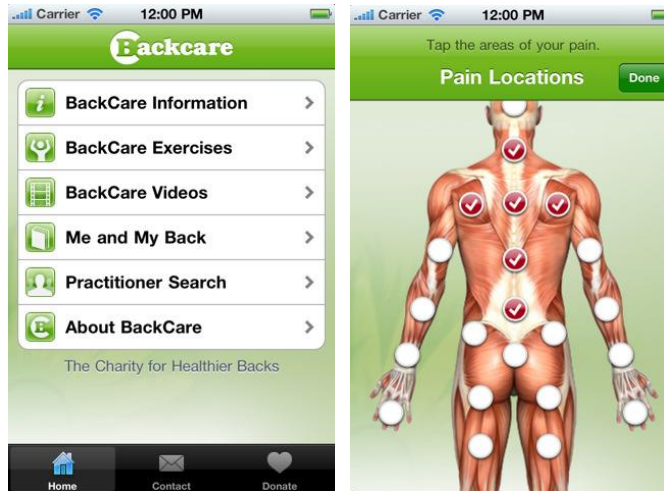 Carrier 12:00 PM
Backcare
BackCare Information
BackCare Exercises
BackCare Videos
Me and My Back
Practitioner Search
About BackCare
The Charity for Healthier Backs
Home Contact Donate
Carrier 12:00 PM
Tap the areas of your pain.
Pain Locations Done